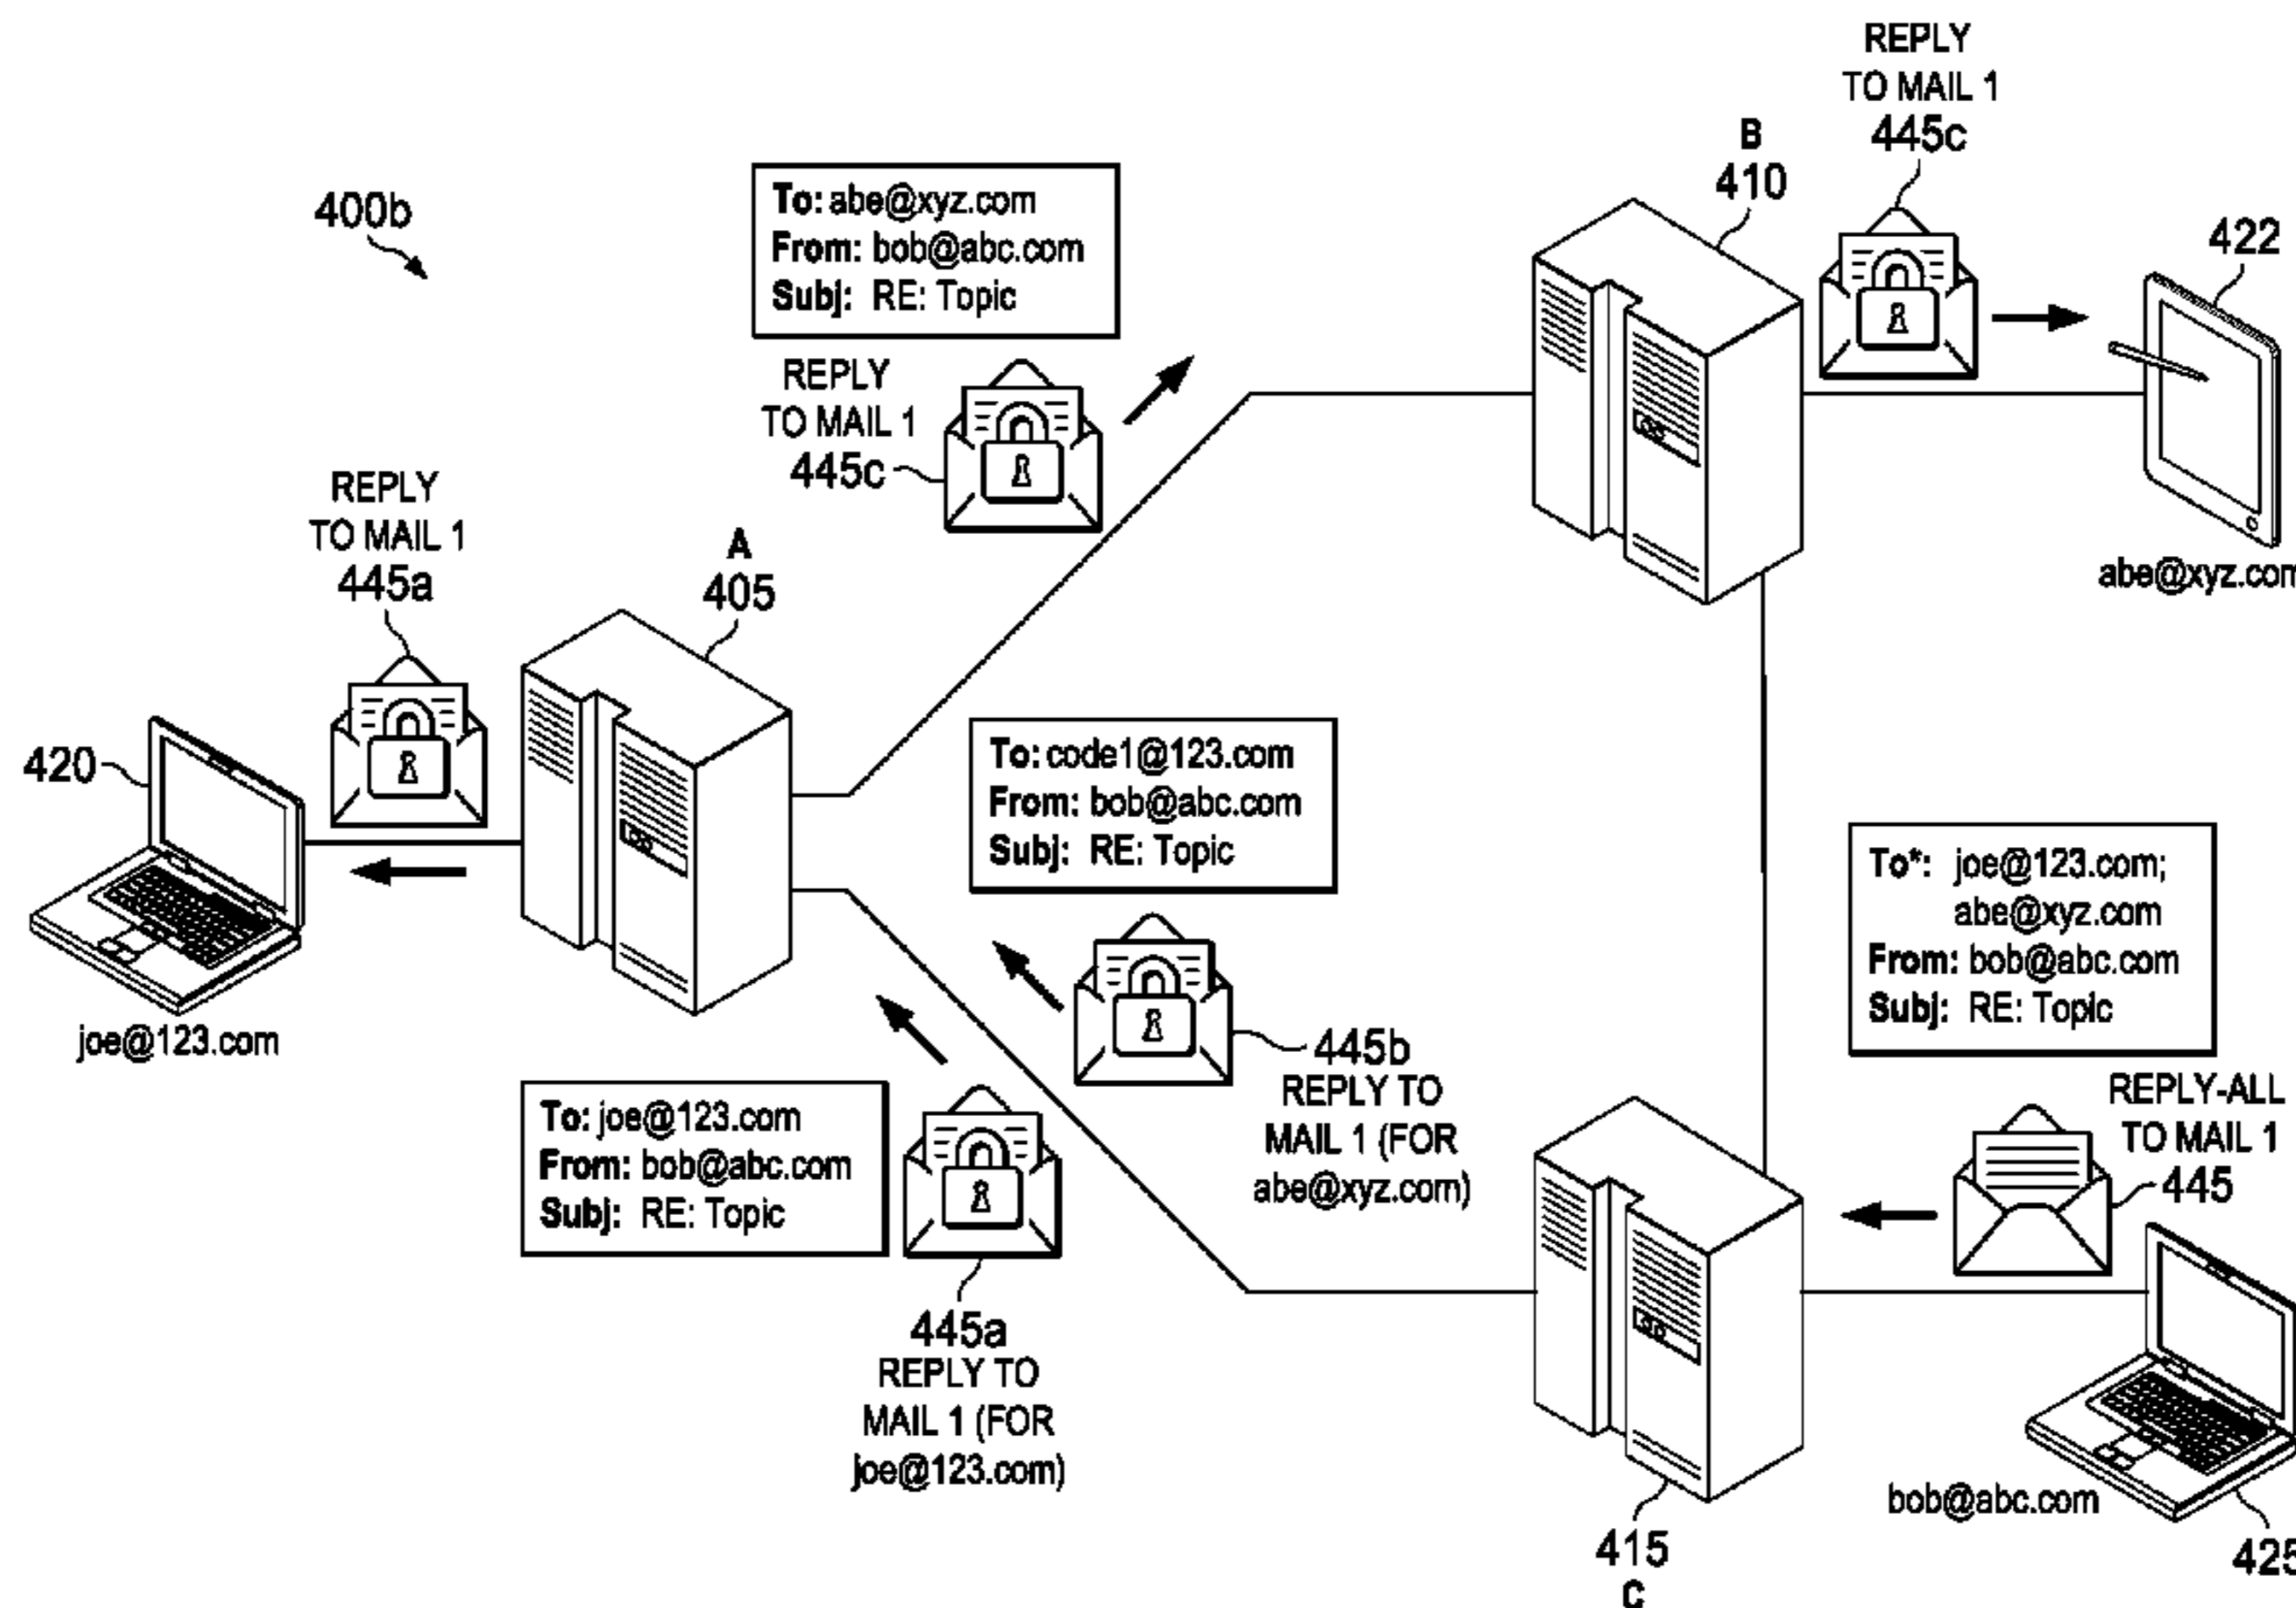 REPLY
TO MAIL 1
445c
B
410
422
400b
To: abe@xyz.com
From: bob@abc.com
Subj: RE: Topic
REPLY
TO MAIL 1
445c
abe@xyz.com
REPLY
TO MAIL 1
445a
A
405
420
joe@123.com
To: code1@123.com
From: bob@abc.com
Subj: RE: Topic
To*: joe@123.com;
abe@xyz.com
From: bob@abc.com
Subj: RE: Topic
445b
REPLY TO
MAIL 1 (FOR
abe@xyz.com)
REPLY-ALL
TO MAIL 1
445
To: joe@123.com
From: bob@abc.com
Subj: RE: Topic
445a
REPLY TO
MAIL 1 (FOR
joe@123.com)
bob@abc.com
425
415
C